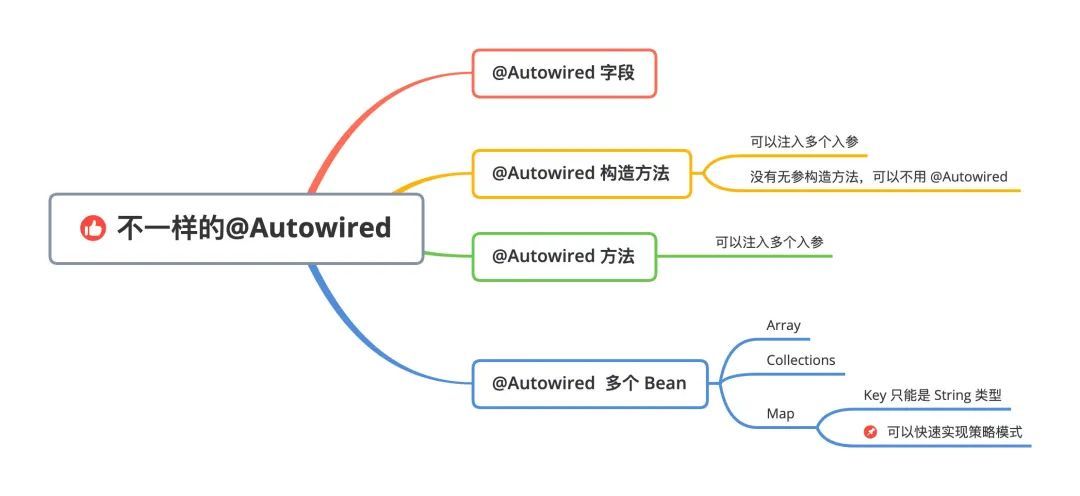 不一样的@Autowired
@Autowired 字段
@Autowired 构造方法
可以注入多个入参
没有无参构造方法，可以不用 @Autowired
@Autowired 方法
可以注入多个入参
@Autowired 多个 Bean
Array
Collections
Map
Key 只能是 String 类型
可以快速实现策略模式